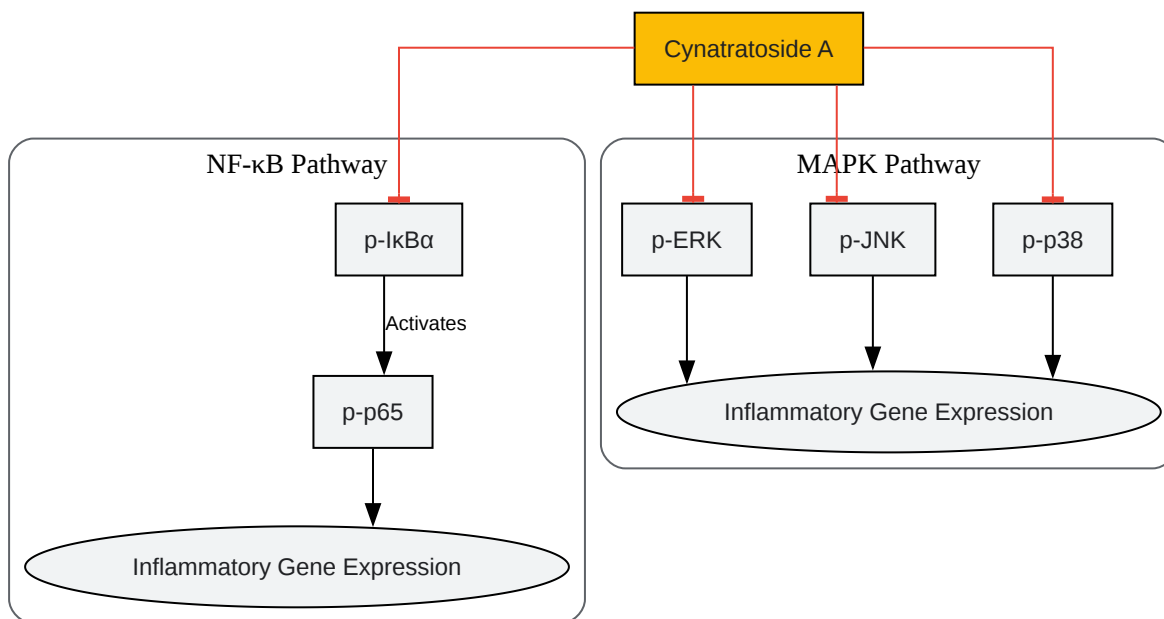 Cynatratoside A
NF-κB Pathway
MAPK Pathway
p-IκBα
p-ERK
p-JNK
p-p38
Activates
p-p65
Inflammatory Gene Expression
Inflammatory Gene Expression